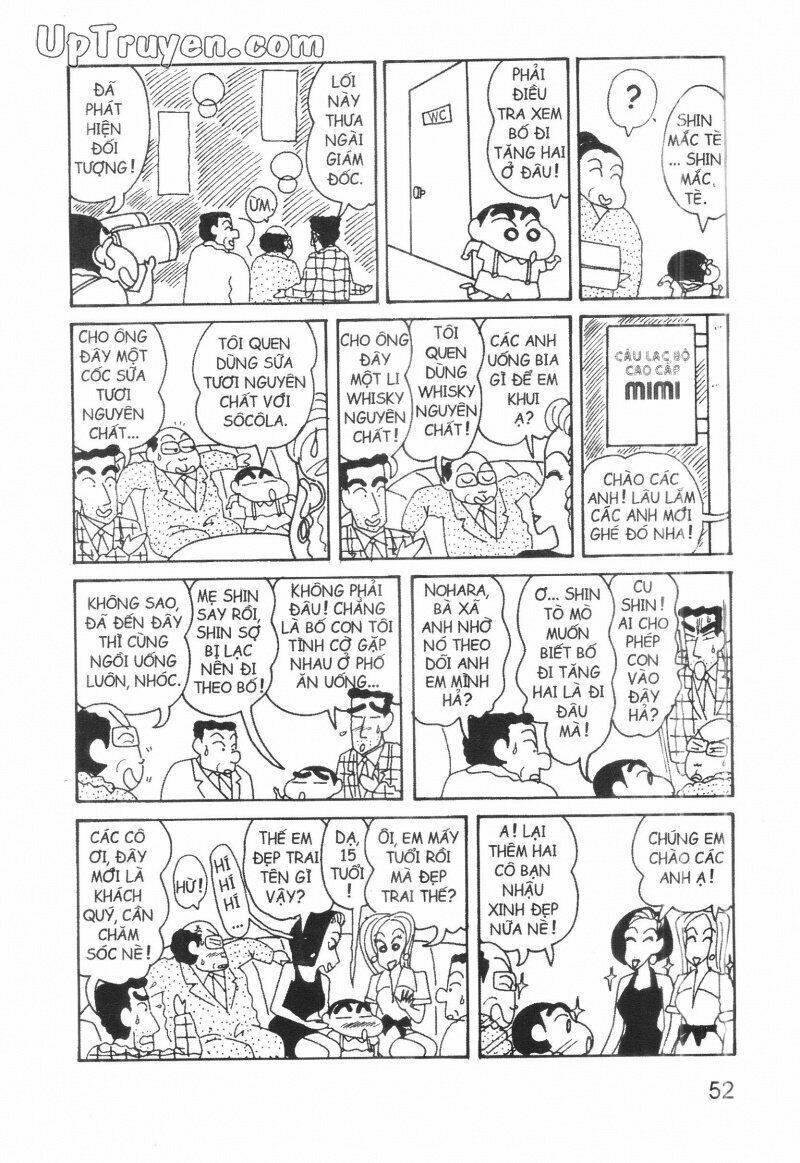 UpTruyen.com
SHIN
MẮC TÈ
... SHIN
MẮC
TÈ.
?
PHẢI
ĐIỀU
TRA XEM
BỐ ĐI
TĂNG HAI
Ở ĐÂU!
WC
LỐI
NÀY
THƯA
NGÀI
GIÁM
ĐỐC.
ỪM.
ĐÃ
PHÁT
HIỆN
ĐỐI
TƯỢNG!
CÂU LẠC BỘ
CAO CẤP
MIMI
CHÀO CÁC
ANH! LÂU LẮM
CÁC ANH MỚI
GHÉ ĐÓ NHA!
CÁC ANH
UỐNG BIA
GÌ ĐỂ EM
KHUI
Ạ?
TÔI
QUEN
DÙNG
WHISKY
NGUYÊN
CHẤT!
CHO ÔNG
ĐÂY
MỘT LI
WHISKY
NGUYÊN
CHẤT!
TÔI QUEN
DÙNG SỮA
TƯƠI NGUYÊN
CHẤT VỚI
SÔCÔLA.
CHO ÔNG
ĐÂY MỘT
CỐC SỮA
TƯƠI
NGUYÊN
CHẤT...
CU
SHIN!
AI CHO
PHÉP
CON
VÀO
ĐÂY
HẢ?
Ơ... SHIN
TÒ MÒ
MUỐN
BIẾT BỐ
ĐI TĂNG
HAI LÀ ĐI
ĐÂU
MÀ!
NOHARA,
BÀ XÃ
ANH NHỜ
NÓ THEO
DÕI ANH
EM MÌNH
HẢ?
KHÔNG PHẢI
ĐÂU! CHẲNG
LÀ BỐ CON TÔI
TÌNH CỜ GẶP
NHAU Ở PHỐ
ĂN UỐNG...
MẸ SHIN
SAY RỒI,
SHIN SỢ
BỊ LẠC
NÊN ĐI
THEO BỐ!
KHÔNG SAO,
ĐÃ ĐẾN ĐÂY
THÌ CÙNG
NGỒI UỐNG
LUÔN, NHÓC.
CHÚNG EM
CHÀO CÁC
ANH Ạ!
A! LẠI
THÊM HAI
CÔ BẠN
NHẬU
XINH ĐẸP
NỮA NÈ!
ÔI, EM MẤY
TUỔI RỒI
MÀ ĐẸP
TRAI THẾ?
DẠ,
15
TUỔI
!
THẾ EM
ĐẸP TRAI
TÊN GÌ
VẬY?
HÍ
HÍ
HÍ
...
HỪ!
CÁC CÔ
ƠI, ĐÂY
MỚI LÀ
KHÁCH
QUÝ, CẦN
CHĂM
SÓC NÈ!
52